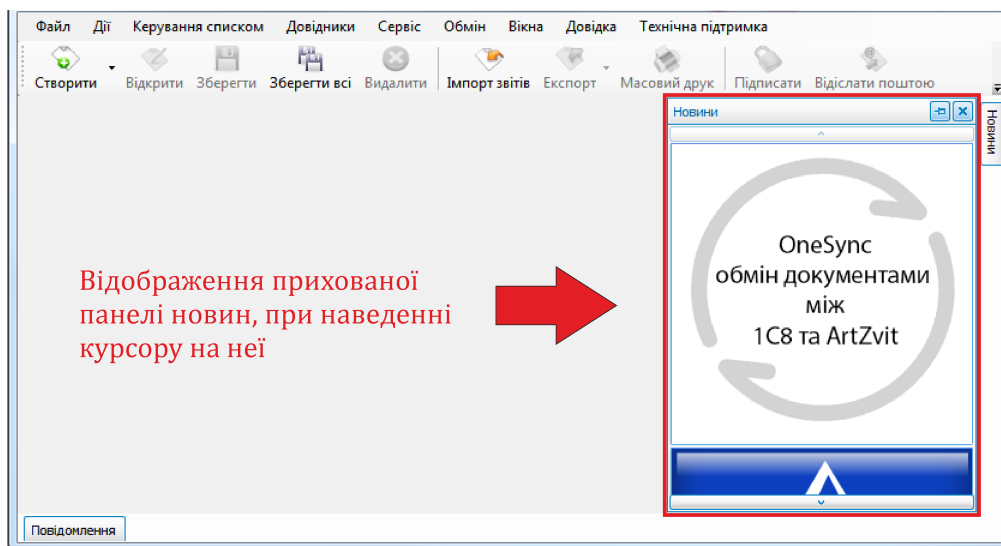 Файл Дії Керування списком Довідники Сервіс Обмін Вікна Довідка Технічна підтримка
Створити Відкрити Зберегти Зберегти всі Видалити Імпорт звітів Експорт Масовий друк Підписати Відіслати поштою
Новини
Новини
OneSync
обмін документами
між
1С8 та ArtZvit
Відображення прихованої
панелі новин, при наведенні
курсору на неї
Повідомлення